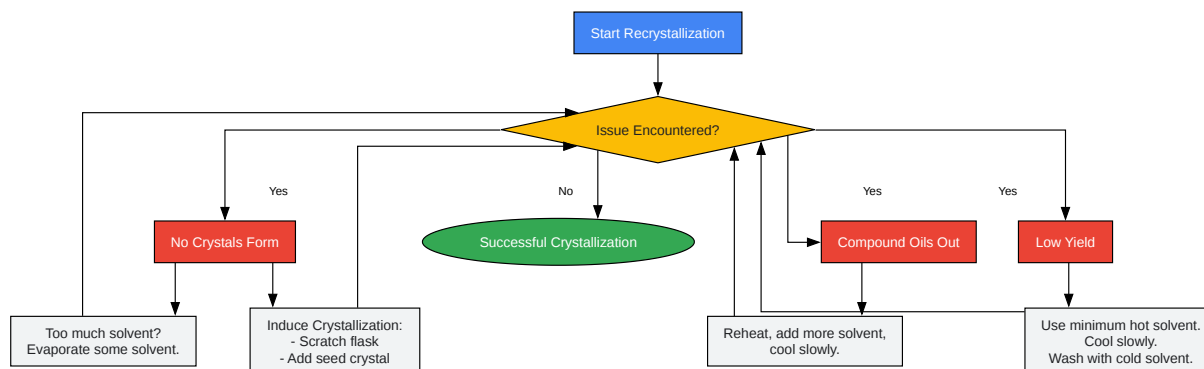 Start Recrystallization
Issue Encountered?
Yes
No
Yes
Yes
No Crystals Form
Successful Crystallization
Compound Oils Out
Low Yield
Too much solvent?
Evaporate some solvent.
Induce Crystallization:
- Scratch flask
- Add seed crystal
Reheat, add more solvent,
cool slowly.
Use minimum hot solvent.
Cool slowly.
Wash with cold solvent.